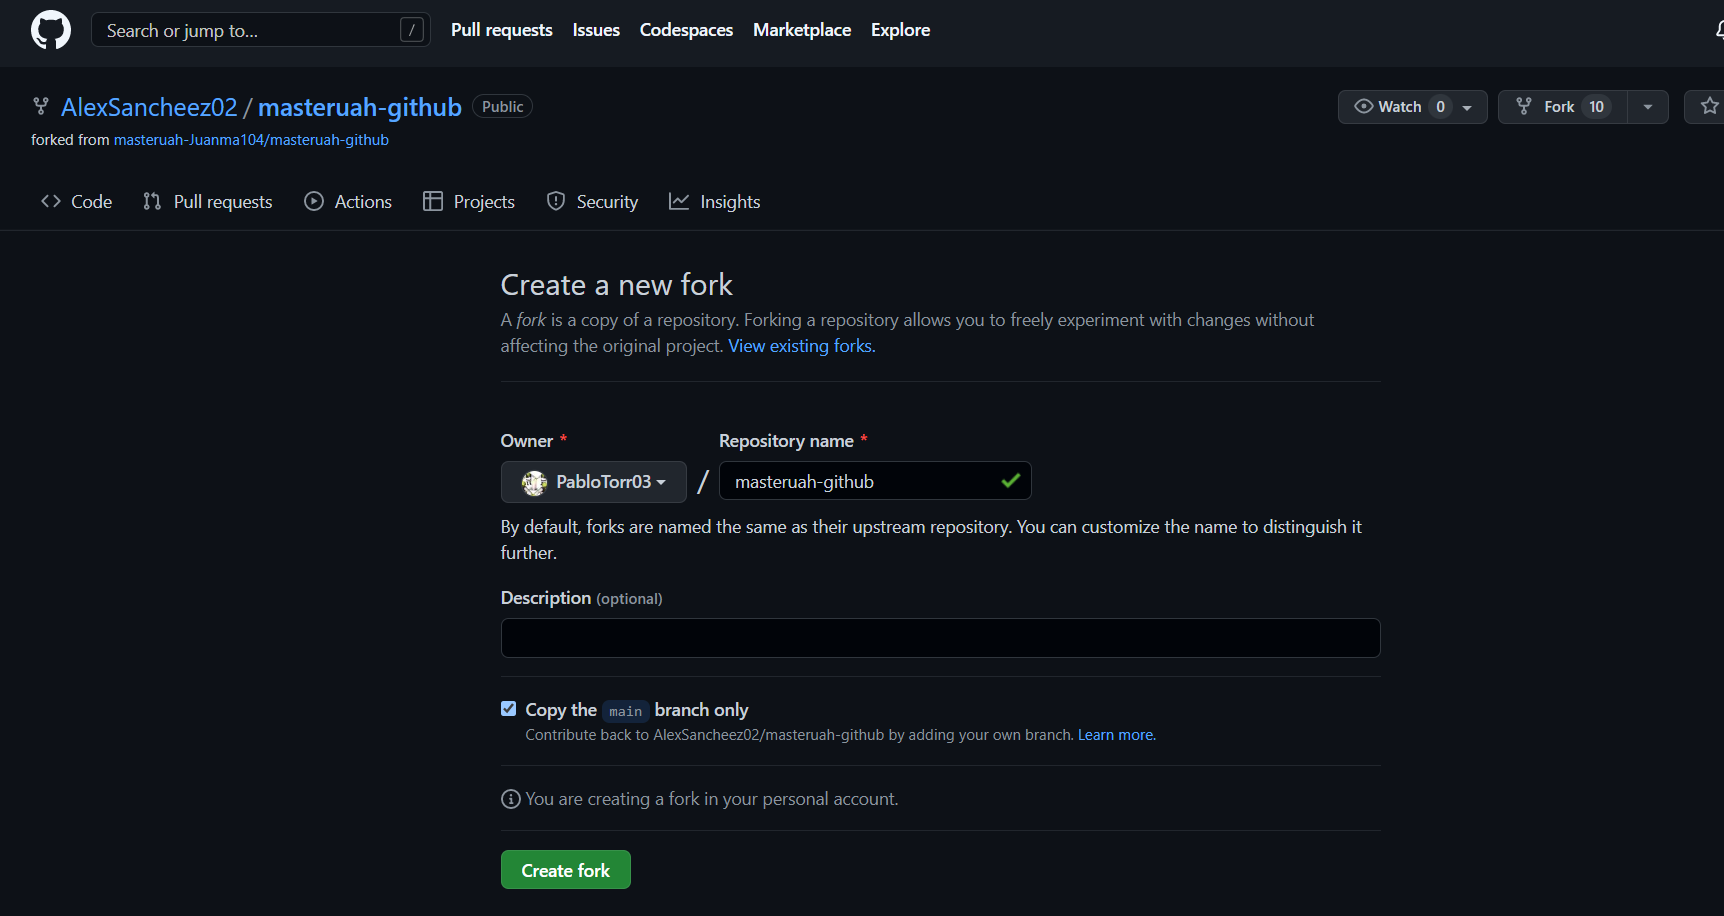 Search or jump to... / Pull requests Issues Codespaces Marketplace Explore
AlexSancheez02 / masteruah-github Public Watch 0 Fork 10
forked from masteruah-Juanma104/masteruah-github
Code Pull requests Actions Projects Security Insights
Create a new fork
A fork is a copy of a repository. Forking a repository allows you to freely experiment with changes without
affecting the original project. View existing forks.
Owner * Repository name *
PabloTorr03 / masteruah-github
By default, forks are named the same as their upstream repository. You can customize the name to distinguish it
further.
Description (optional)
Copy the main branch only
Contribute back to AlexSancheez02/masteruah-github by adding your own branch. Learn more.
You are creating a fork in your personal account.
Create fork